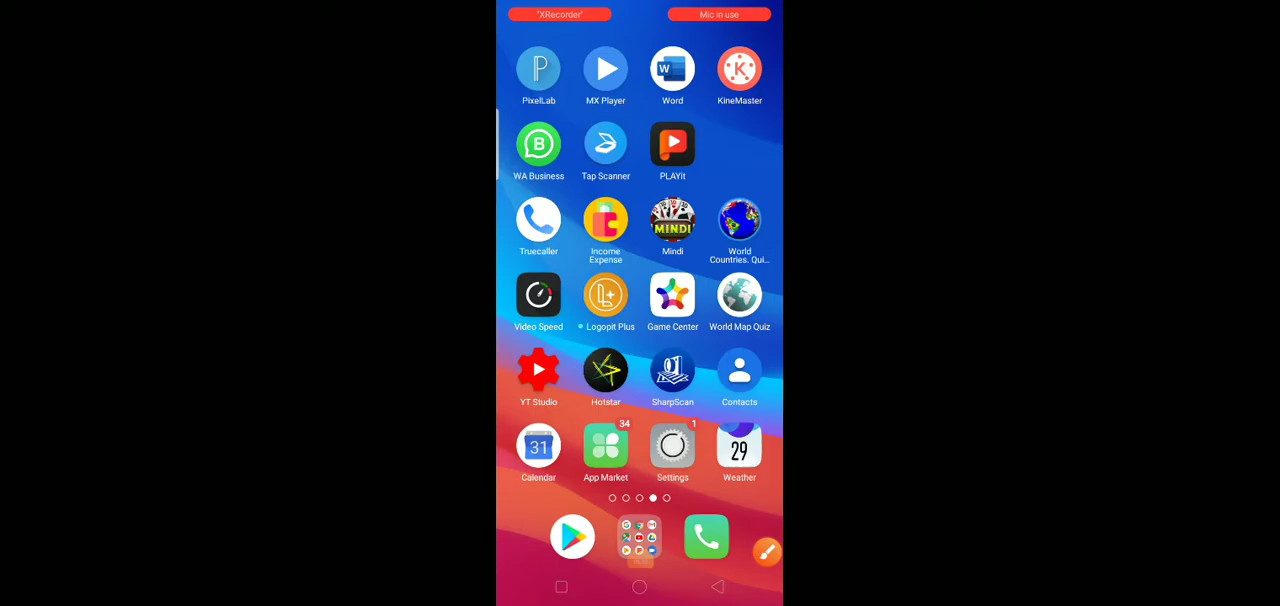 "XRecorder" Mic in use
PixelLab MX Player Word KineMaster
WA Business Tap Scanner PLAYit
Truecaller Income Expense Mindi World Countries. Qui...
Video Speed Logopit Plus Game Center World Map Quiz
YT Studio Hotstar SharpScan Contacts
34 1
31 29
Calendar App Market Settings Weather